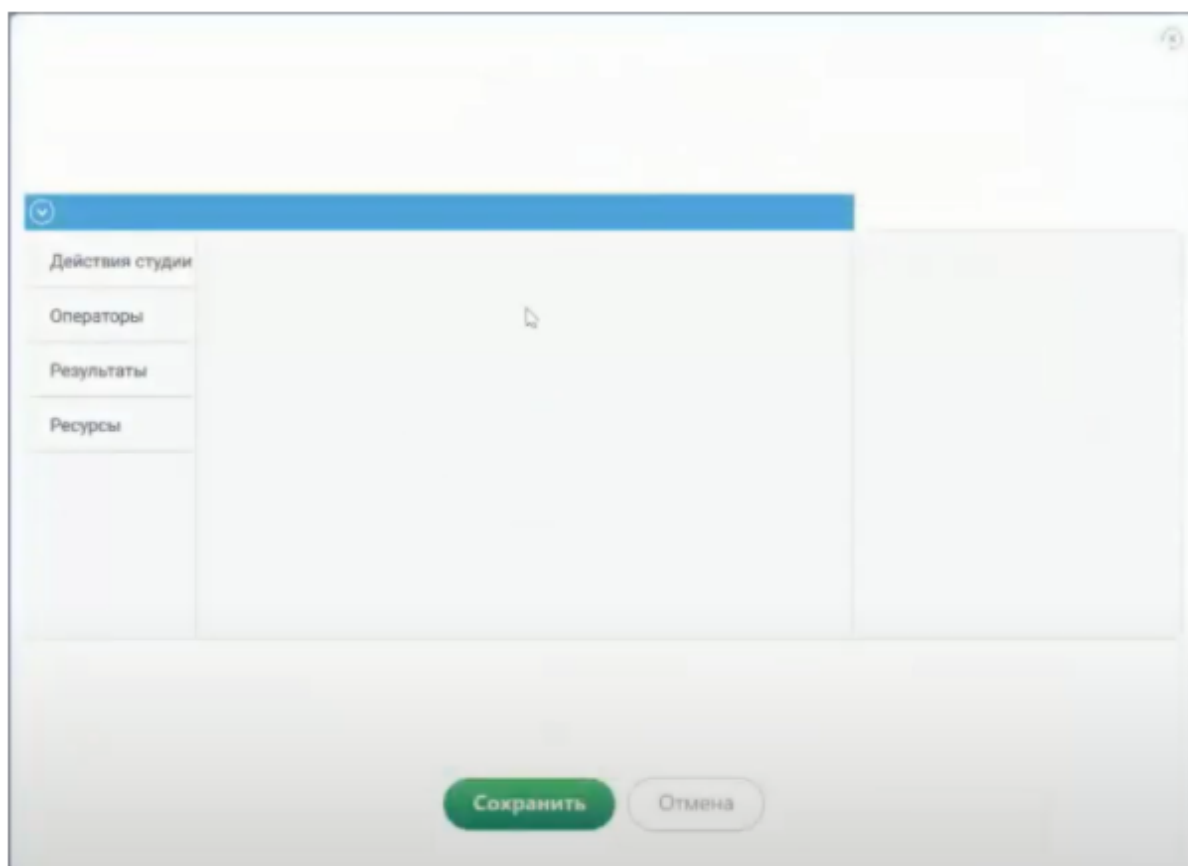 Действия студии
Операторы
Результаты
Ресурсы
Сохранить
Отмена